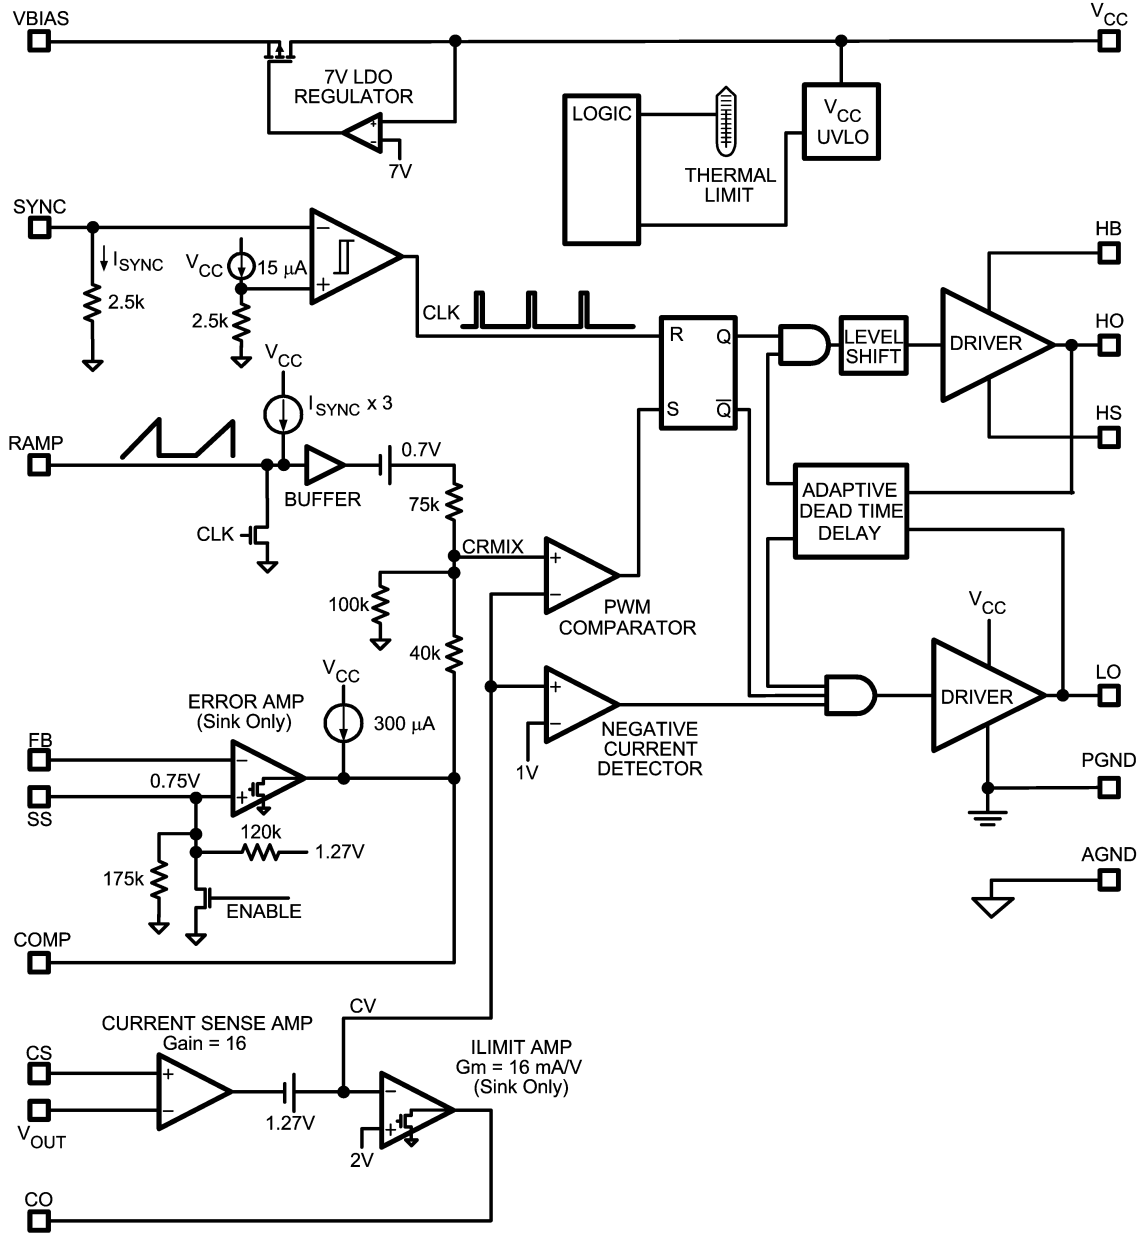 VBIAS
VCC
7V LDO
REGULATOR
+
-
7V
LOGIC
THERMAL
LIMIT
VCC
UVLO
SYNC
ISYNC
2.5k
VCC
15 μA
2.5k
−
+
CLK
HB
HO
HS
R
S
Q
Q̅
LEVEL
SHIFT
DRIVER
VCC
ISYNC x 3
RAMP
BUFFER
0.7V
75k
CLK
CRMIX
100k
40k
+
−
PWM
COMPARATOR
ADAPTIVE
DEAD TIME
DELAY
VCC
DRIVER
LO
ERROR AMP
(Sink Only)
VCC
300 μA
FB
SS
0.75V
−
+
120k
1.27V
175k
ENABLE
+
−
1V
NEGATIVE
CURRENT
DETECTOR
PGND
AGND
COMP
CV
CURRENT SENSE AMP
Gain = 16
CS
VOUT
+
−
1.27V
ILIMIT AMP
Gm = 16 mA/V
(Sink Only)
−
+
2V
CO